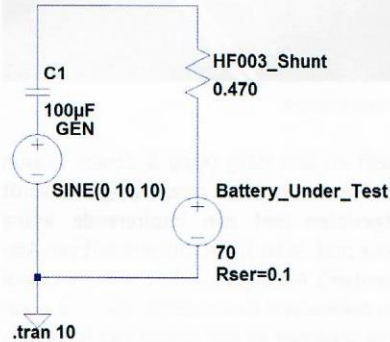 C1
100µF
GEN
SINE(0 10 10)
HF003_Shunt
0.470
Battery_Under_Test
70
Rser=0.1
.tran 10